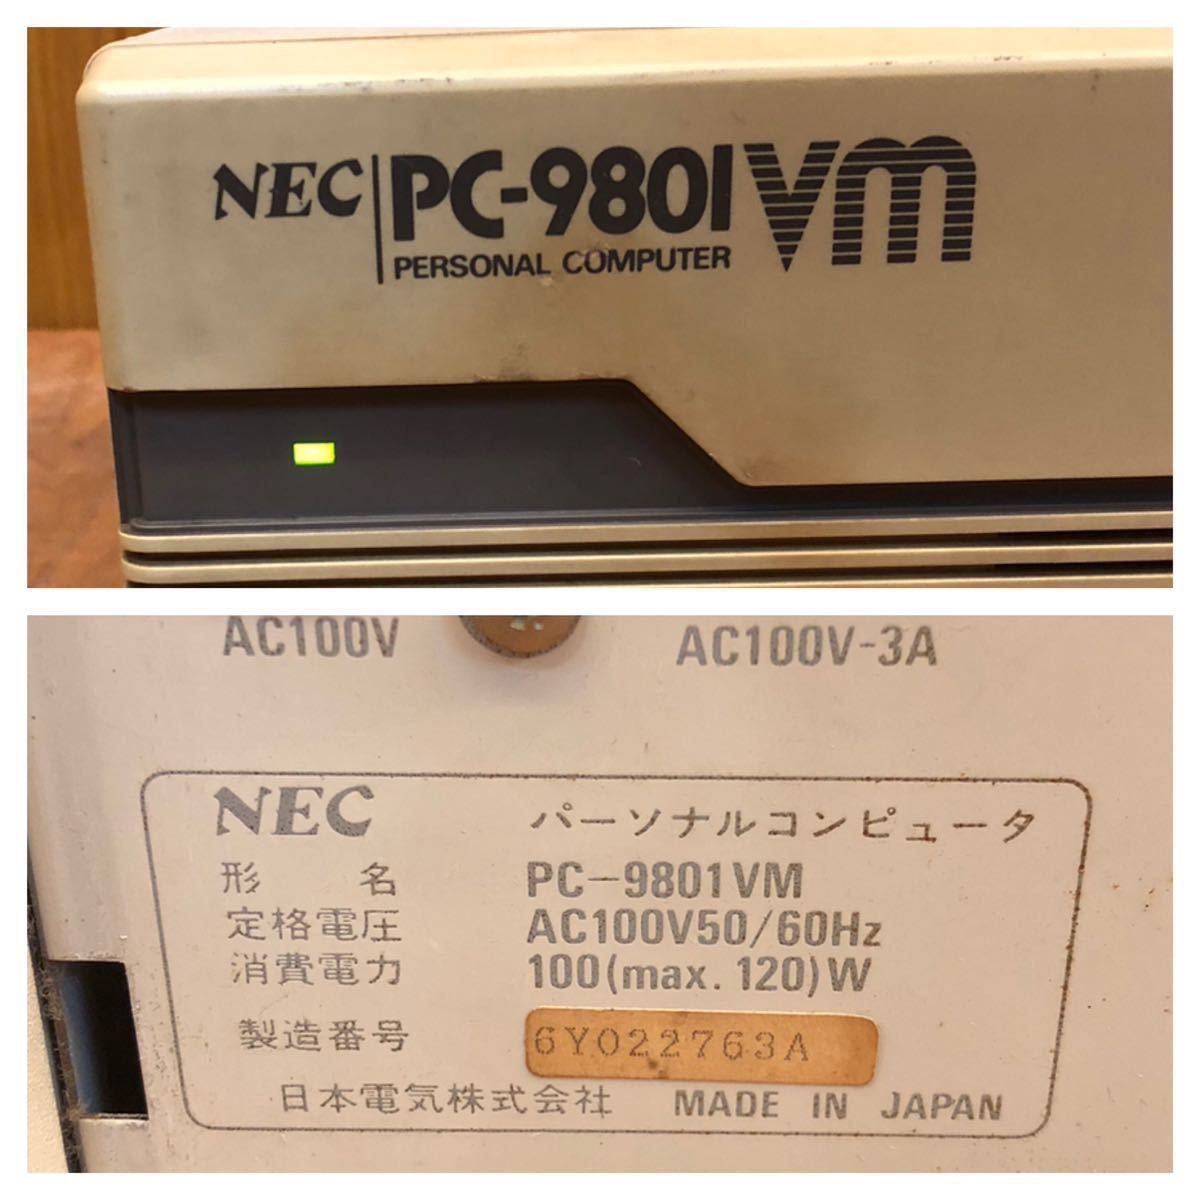 NEC PC-9801VM
PERSONAL COMPUTER
AC100V AC100V-3A
NEC パーソナルコンピュータ
形 名 PC-9801VM
定格電圧 AC100V50/60Hz
消費電力 100(max. 120)W
製造番号 6Y022763A
日本電気株式会社 MADE IN JAPAN